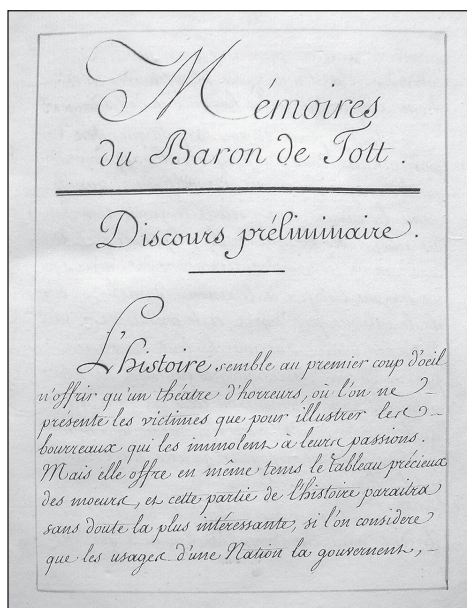 Mémoires
du Baron de Tott.
Discours préliminaire.
L'histoire semble au premier coup d'oeil
n'offrir qu'un théatre d'horreurs, où l'on ne
présente les victimes que pour illustrer les
bourreaux qui les immolent à leurs passions.
Mais elle offre en même tems le tableau précieux
des moeurs, et cette partie de l'histoire paraitra
sans doute la plus intéressante, si l'on considere
que les usages d'une Nation la gouvernent,